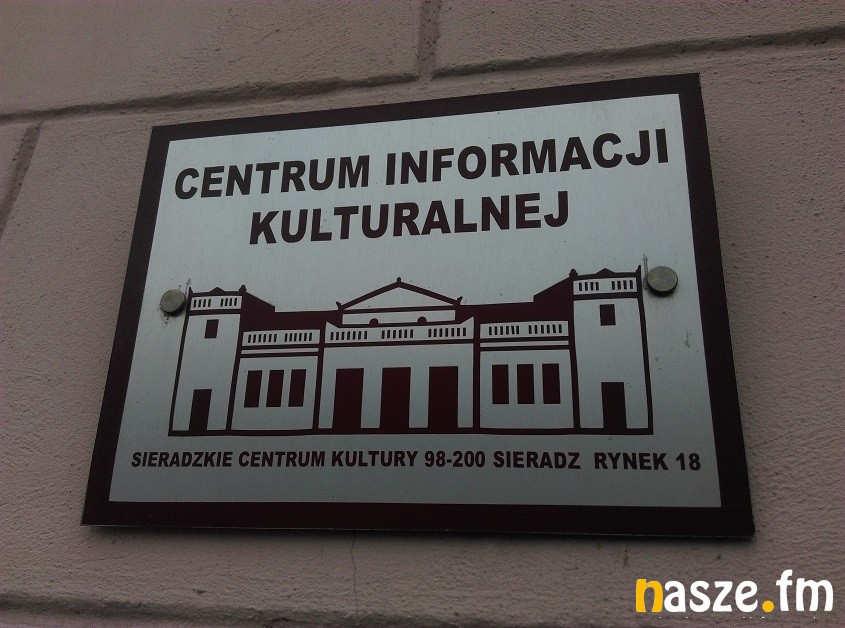 CENTRUM INFORMACJI
KULTURALNEJ
SIERADZKIE CENTRUM KULTURY 98-200 SIERADZ RYNEK 18
nasze.fm